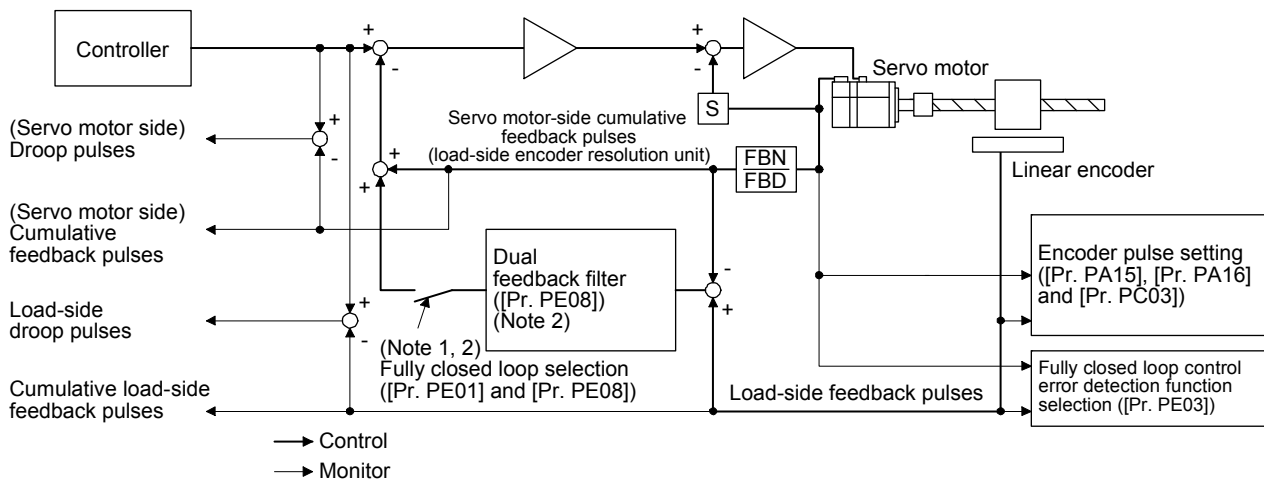 Controller
+
-
+
-
Servo motor
S
(Servo motor side)
Droop pulses
+
-
Servo motor-side cumulative
feedback pulses
(load-side encoder resolution unit)
+
+
FBN
FBD
Linear encoder
(Servo motor side)
Cumulative
feedback pulses
Dual
feedback filter
([Pr. PE08])
(Note 2)
-
+
Encoder pulse setting
([Pr. PA15], [Pr. PA16]
and [Pr. PC03])
Load-side
droop pulses
+
-
(Note 1, 2)
Fully closed loop selection
([Pr. PE01] and [Pr. PE08])
Fully closed loop control
error detection function
selection ([Pr. PE03])
Cumulative load-side
feedback pulses
Load-side feedback pulses
Control
Monitor